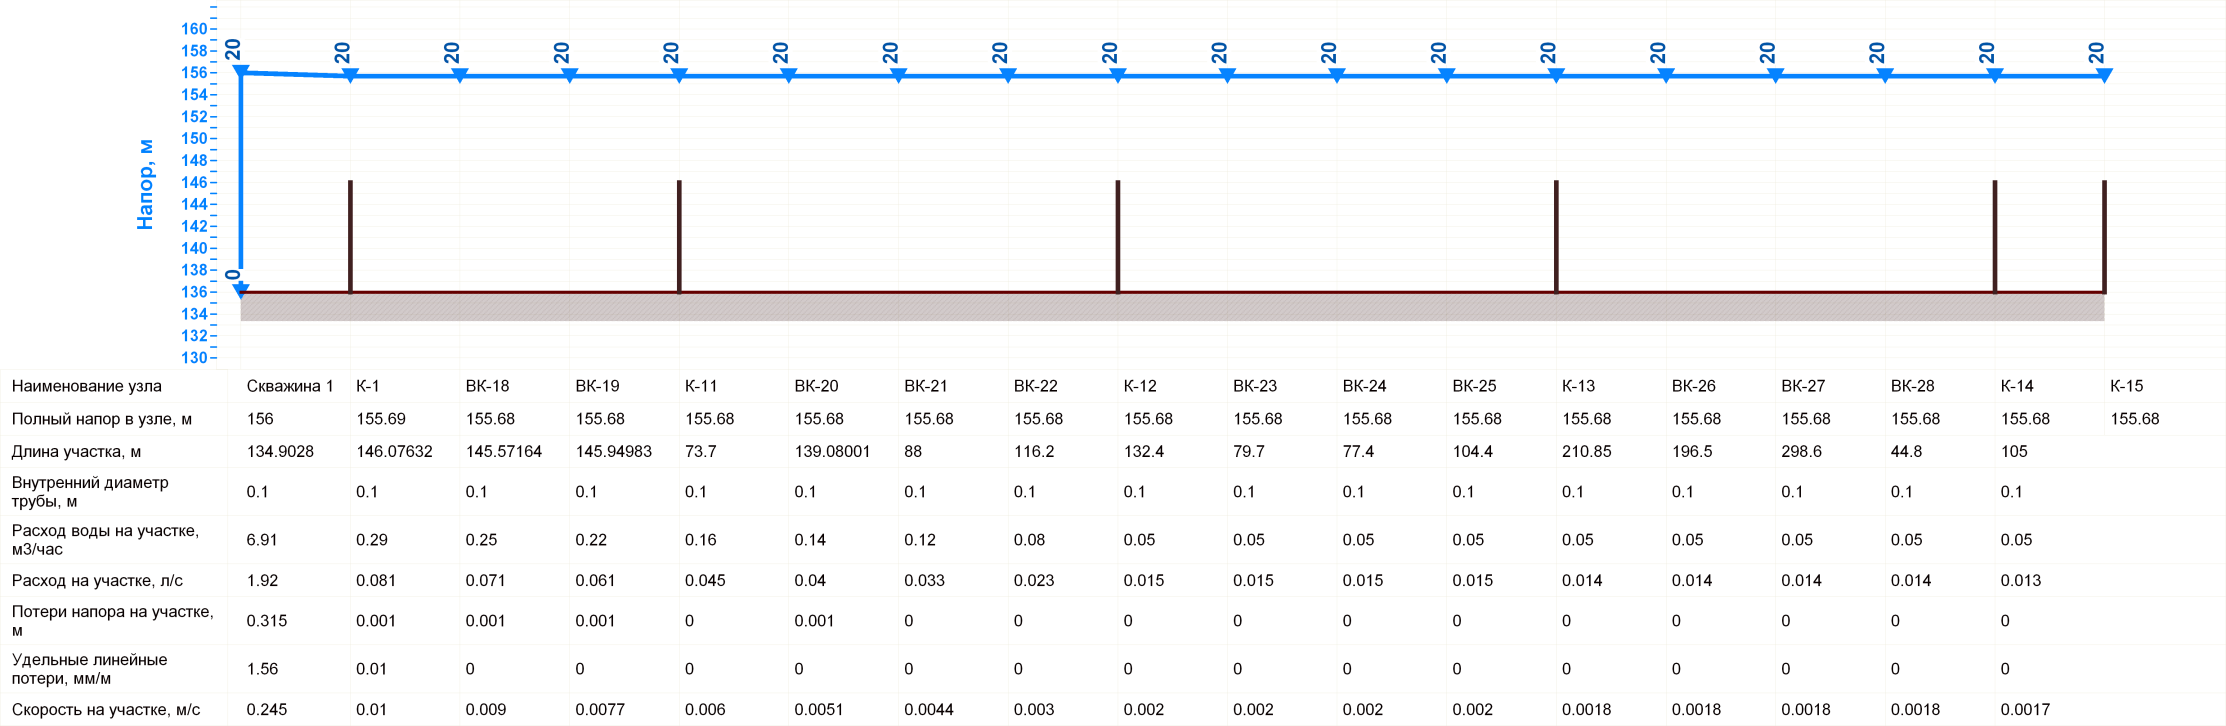 160
158
156
154
152
150
148
146
144
142
140
138
136
134
132
130
Напор, м
20 20 20 20 20 20 20 20 20 20 20 20 20 20 20 20 20 20
0
Наименование узла Скважина 1 К-1 ВК-18 ВК-19 К-11 ВК-20 ВК-21 ВК-22 К-12 ВК-23 ВК-24 ВК-25 К-13 ВК-26 ВК-27 ВК-28 К-14 К-15
Полный напор в узле, м 156 155.69 155.68 155.68 155.68 155.68 155.68 155.68 155.68 155.68 155.68 155.68 155.68 155.68 155.68 155.68 155.68 155.68
Длина участка, м 134.9028 146.07632 145.57164 145.94983 73.7 139.08001 88 116.2 132.4 79.7 77.4 104.4 210.85 196.5 298.6 44.8 105
Внутренний диаметр
трубы, м 0.1 0.1 0.1 0.1 0.1 0.1 0.1 0.1 0.1 0.1 0.1 0.1 0.1 0.1 0.1 0.1 0.1
Расход воды на участке,
м3/час 6.91 0.29 0.25 0.22 0.16 0.14 0.12 0.08 0.05 0.05 0.05 0.05 0.05 0.05 0.05 0.05 0.05
Расход на участке, л/с 1.92 0.081 0.071 0.061 0.045 0.04 0.033 0.023 0.015 0.015 0.015 0.015 0.014 0.014 0.014 0.014 0.013
Потери напора на участке,
м 0.315 0.001 0.001 0.001 0 0.001 0 0 0 0 0 0 0 0 0 0 0
Удельные линейные
потери, мм/м 1.56 0.01 0 0 0 0 0 0 0 0 0 0 0 0 0 0 0
Скорость на участке, м/с 0.245 0.01 0.009 0.0077 0.006 0.0051 0.0044 0.003 0.002 0.002 0.002 0.002 0.0018 0.0018 0.0018 0.0018 0.0017